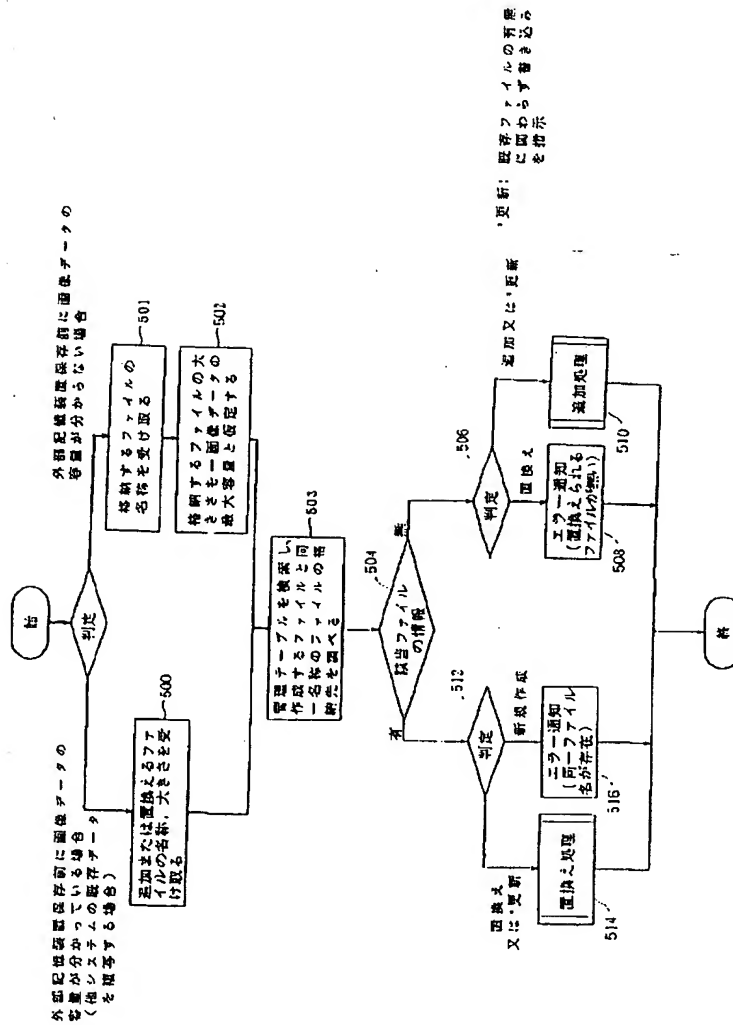 始
判定
外部記憶装置保存前に画像データの
容量が分かっている場合
(他システムの既存データ
を複写する場合)
外部記憶装置保存前に画像データの
容量が分からない場合
500
追加または置換えるファ
イルの名称,大きさを受
け取る
501
格納するファイルの
名称を受け取る
502
格納するファイルの大
きさを一画像データの
最大容量と仮定する
503
管理テーブルを検索し,
作成するファイルと同
一名称のファイルの格
納先を調べる
504
該当ファイル
の情報
有
無
512
判定
506
判定
置換え
又は'更新
新規作成
置換え
追加又は'更新
'更新:既存ファイルの有無
に関わらず書き込み
を指示
置換え処理
514
エラー通知
(同一ファイル
名が存在)
516
エラー通知
(置換えられる
ファイルが無い)
508
追加処理
510
終